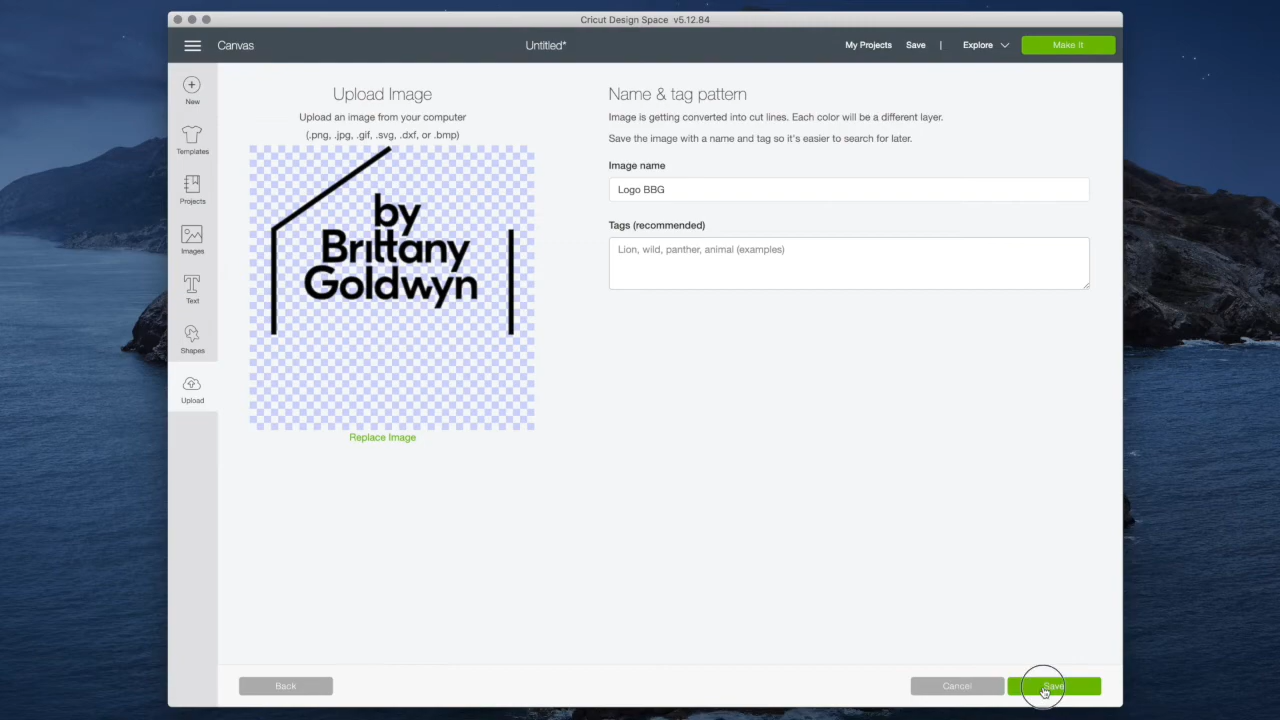 Cricut Design Space v5.12.84
Canvas
Untitled*
My Projects Save | Explore Make It
New
Templates
Projects
Images
Text
Shapes
Upload
Upload Image
Upload an image from your computer
(.png, .jpg, .gif, .svg, .dxf, or .bmp)
by
Brittany
Goldwyn
Replace Image
Name & tag pattern
Image is getting converted into cut lines. Each color will be a different layer.
Save the image with a name and tag so it's easier to search for later.
Image name
Logo BBG
Tags (recommended)
Lion, wild, panther, animal (examples)
Back
Cancel
Save